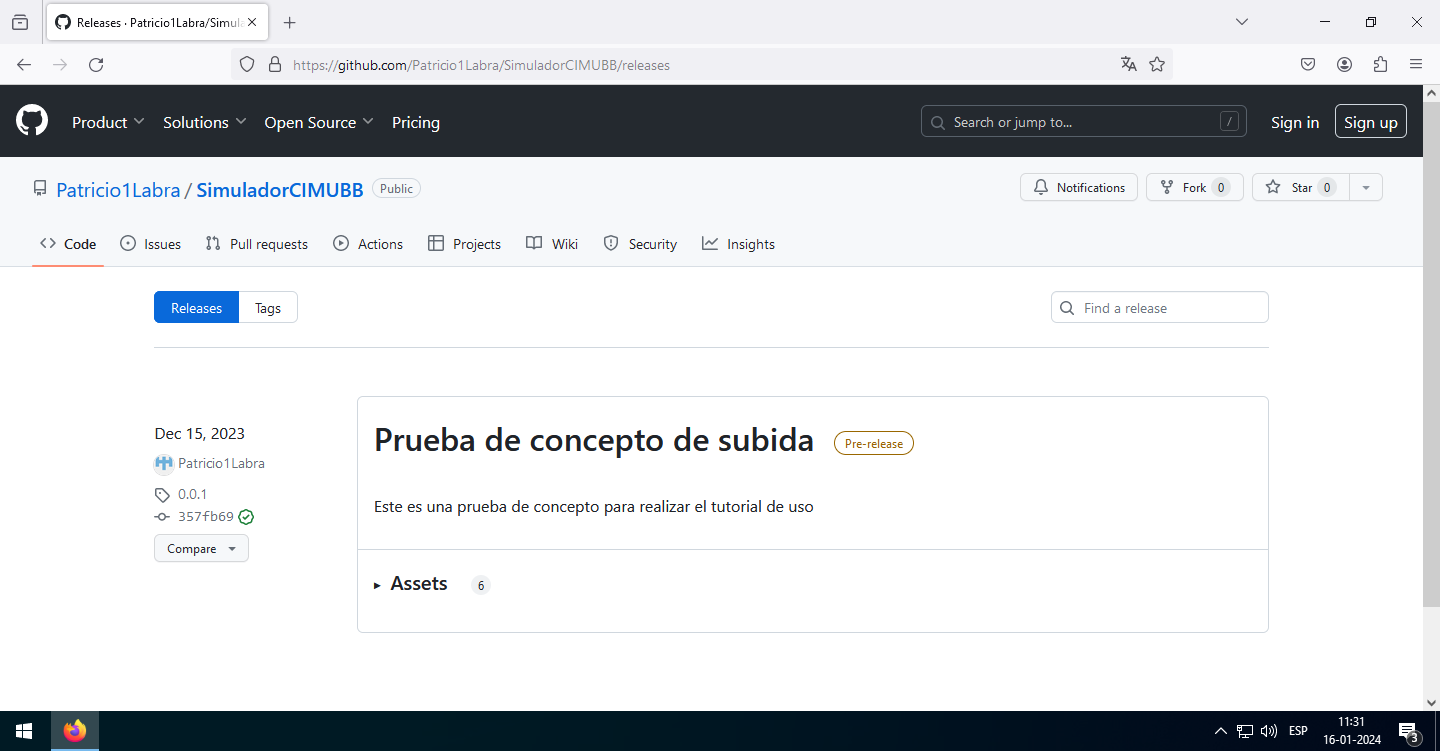 Releases · Patricio1Labra/Simula
https://github.com/Patricio1Labra/SimuladorCIMUBB/releases
Product Solutions Open Source Pricing Search or jump to... / Sign in Sign up
Patricio1Labra / SimuladorCIMUBB Public Notifications Fork 0 Star 0
Code Issues Pull requests Actions Projects Wiki Security Insights
Releases Tags Find a release
Dec 15, 2023
Patricio1Labra
0.0.1
357fb69
Compare
Prueba de concepto de subida Pre-release
Este es una prueba de concepto para realizar el tutorial de uso
Assets 6
ESP
11:31
16-01-2024
3